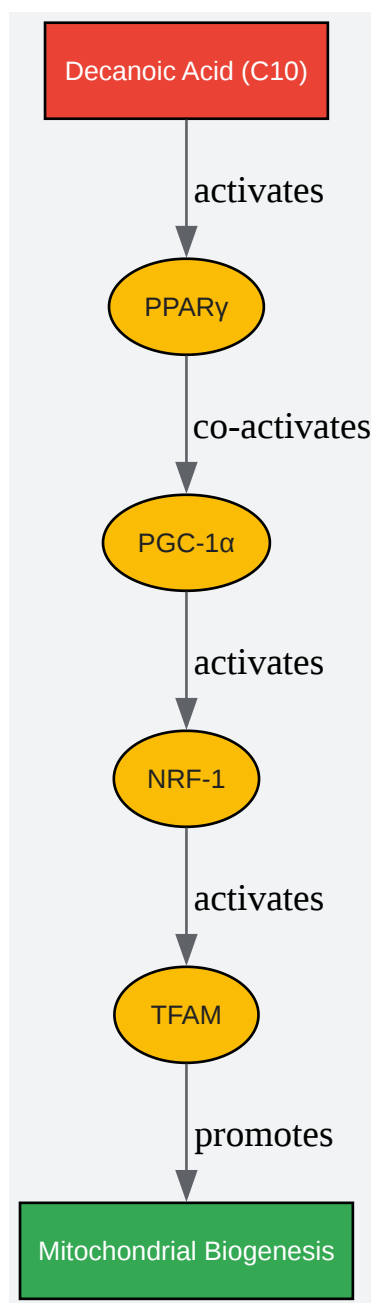 Decanoic Acid (C10)
activates
PPARγ
co-activates
PGC-1α
activates
NRF-1
activates
TFAM
promotes
Mitochondrial Biogenesis